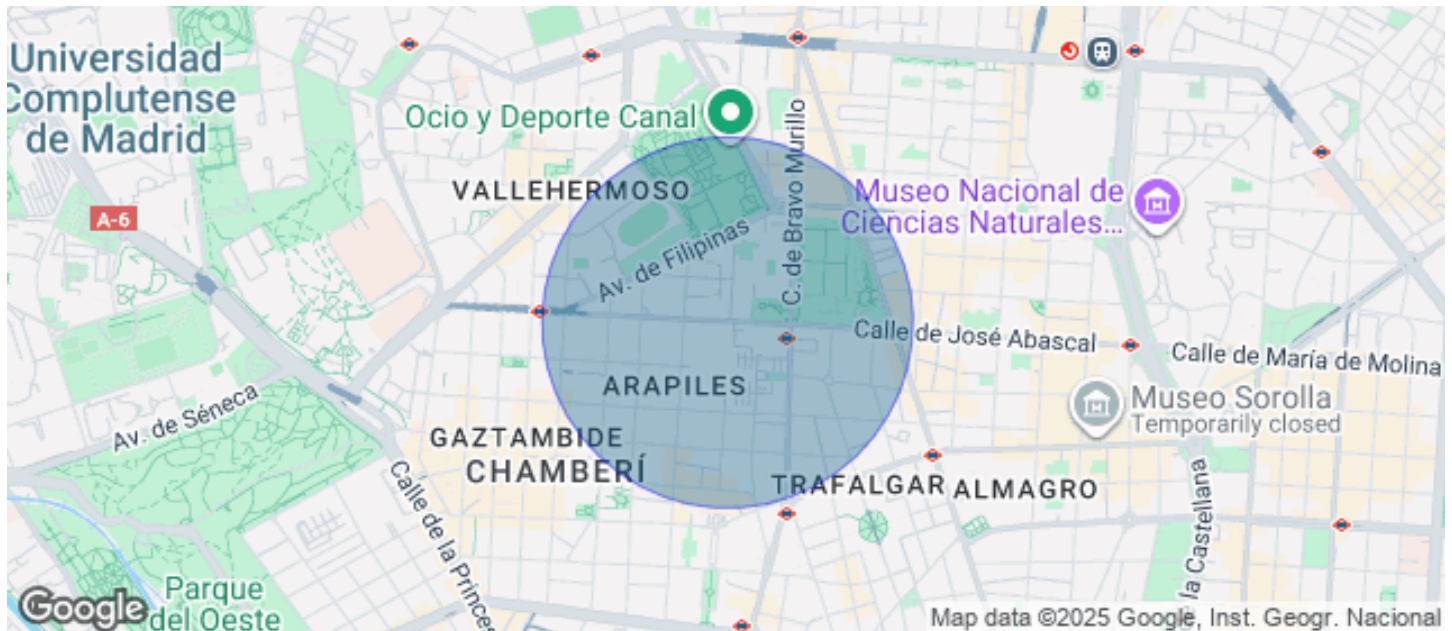 Universidad
Complutense
de Madrid
Ocio y Deporte Canal
C. de Bravo Murillo
VALLEHERMOSO
Museo Nacional de
Ciencias Naturales...
A-6
Av. de Filipinas
Calle de José Abascal
Calle de María de Molina
ARAPILES
Museo Sorolla
Temporarily closed
Av. de Séneca
GAZTAMBIDE
CHAMBERÍ
TRAFALGAR
ALMAGRO
Calle de la Princes
la Castellana
Parque
del Oeste
Google
Map data ©2025 Google, Inst. Geogr. Nacional